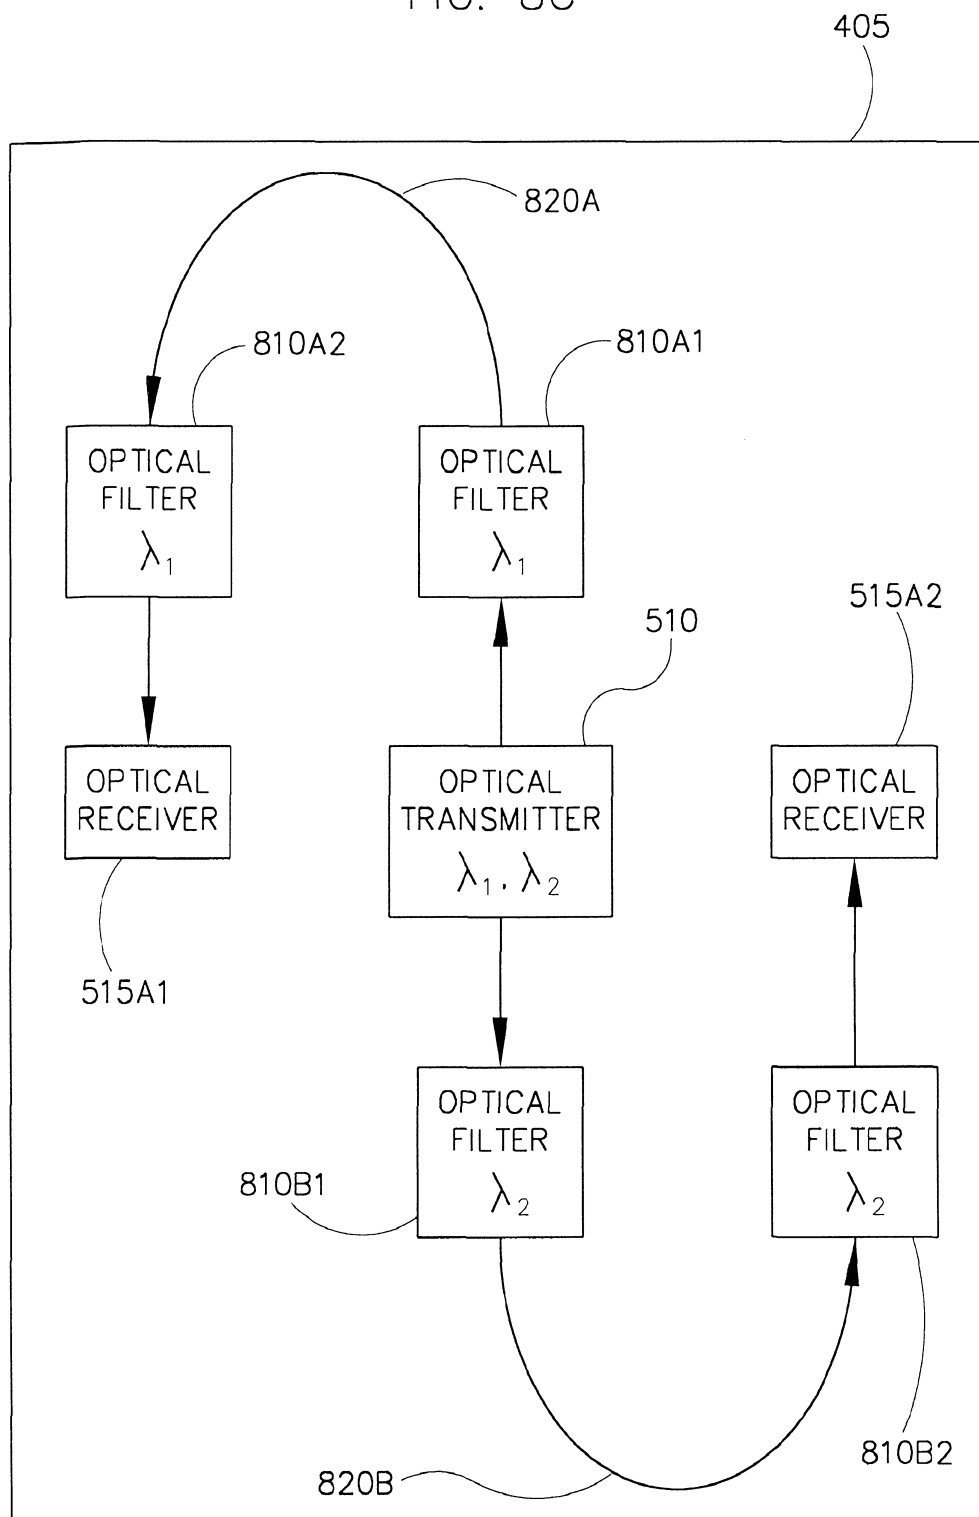 405
820A
810A2
810A1
OPTICAL
FILTER
λ1
OPTICAL
FILTER
λ1
510
515A2
OPTICAL
RECEIVER
OPTICAL
TRANSMITTER
λ1, λ2
OPTICAL
RECEIVER
515A1
OPTICAL
FILTER
λ2
OPTICAL
FILTER
λ2
810B1
810B2
820B